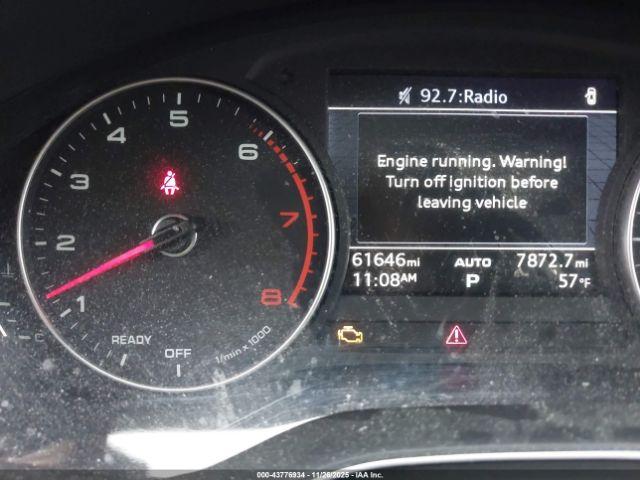 92.7:Radio
Engine running. Warning!
Turn off ignition before
leaving vehicle
61646mi AUTO 7872.7mi
11:08AM P 57°F
1
2
3
4
5
6
7
8
READY
OFF
1/min x 1000
C
000-43776934 - 11/26/2025 - IAA Inc.